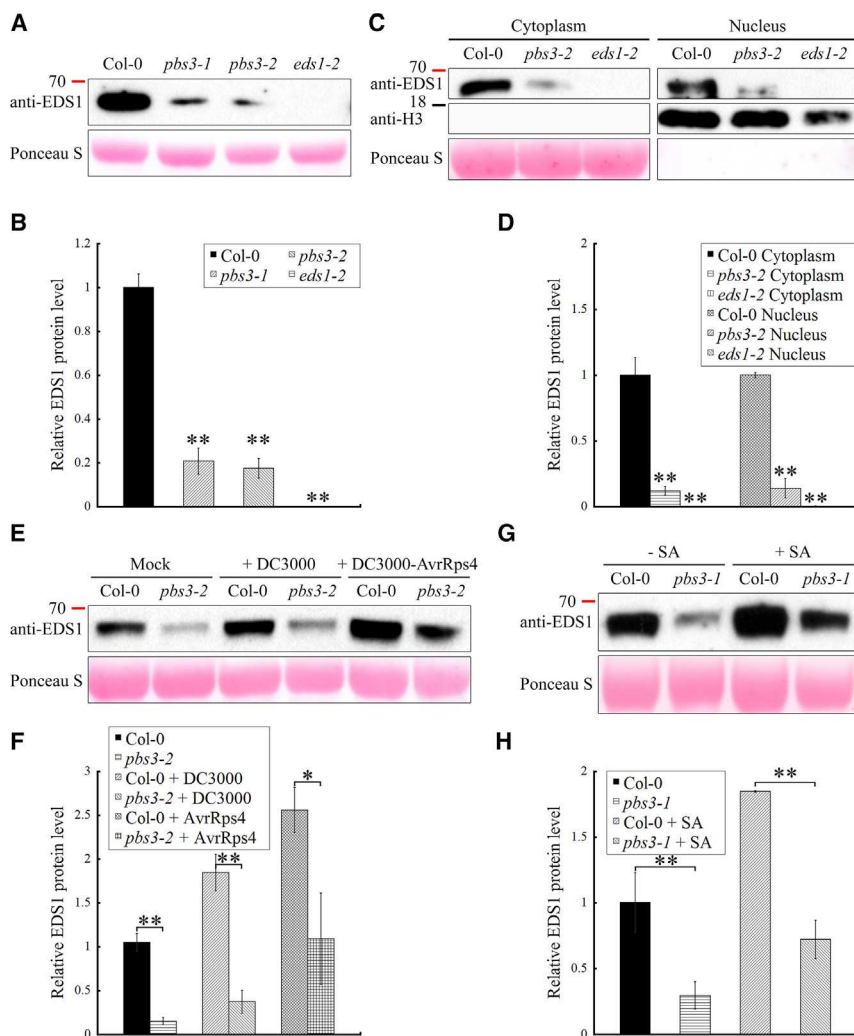 A
Col-0 pbs3-1 pbs3-2 eds1-2
70
anti-EDS1
Ponceau S
C
Cytoplasm Nucleus
Col-0 pbs3-2 eds1-2 Col-0 pbs3-2 eds1-2
70
anti-EDS1
18
anti-H3
Ponceau S
B
Relative EDS1 protein level
1.2
1
0.8
0.6
0.4
0.2
0
Col-0 pbs3-2
pbs3-1 eds1-2
** ** **
D
Relative EDS1 protein level
2
1.5
1
0.5
0
Col-0 Cytoplasm
pbs3-2 Cytoplasm
eds1-2 Cytoplasm
Col-0 Nucleus
pbs3-2 Nucleus
eds1-2 Nucleus
** ** ** **
E
Mock + DC3000 + DC3000-AvrRps4
Col-0 pbs3-2 Col-0 pbs3-2 Col-0 pbs3-2
70
anti-EDS1
Ponceau S
G
- SA + SA
Col-0 pbs3-1 Col-0 pbs3-1
70
anti-EDS1
Ponceau S
F
Relative EDS1 protein level
3
2.5
2
1.5
1
0.5
0
Col-0
pbs3-2
Col-0 + DC3000
pbs3-2 + DC3000
Col-0 + AvrRps4
pbs3-2 + AvrRps4
** ** *
H
Relative EDS1 protein level
2
1.5
1
0.5
0
Col-0
pbs3-1
Col-0 + SA
pbs3-1 + SA
** **